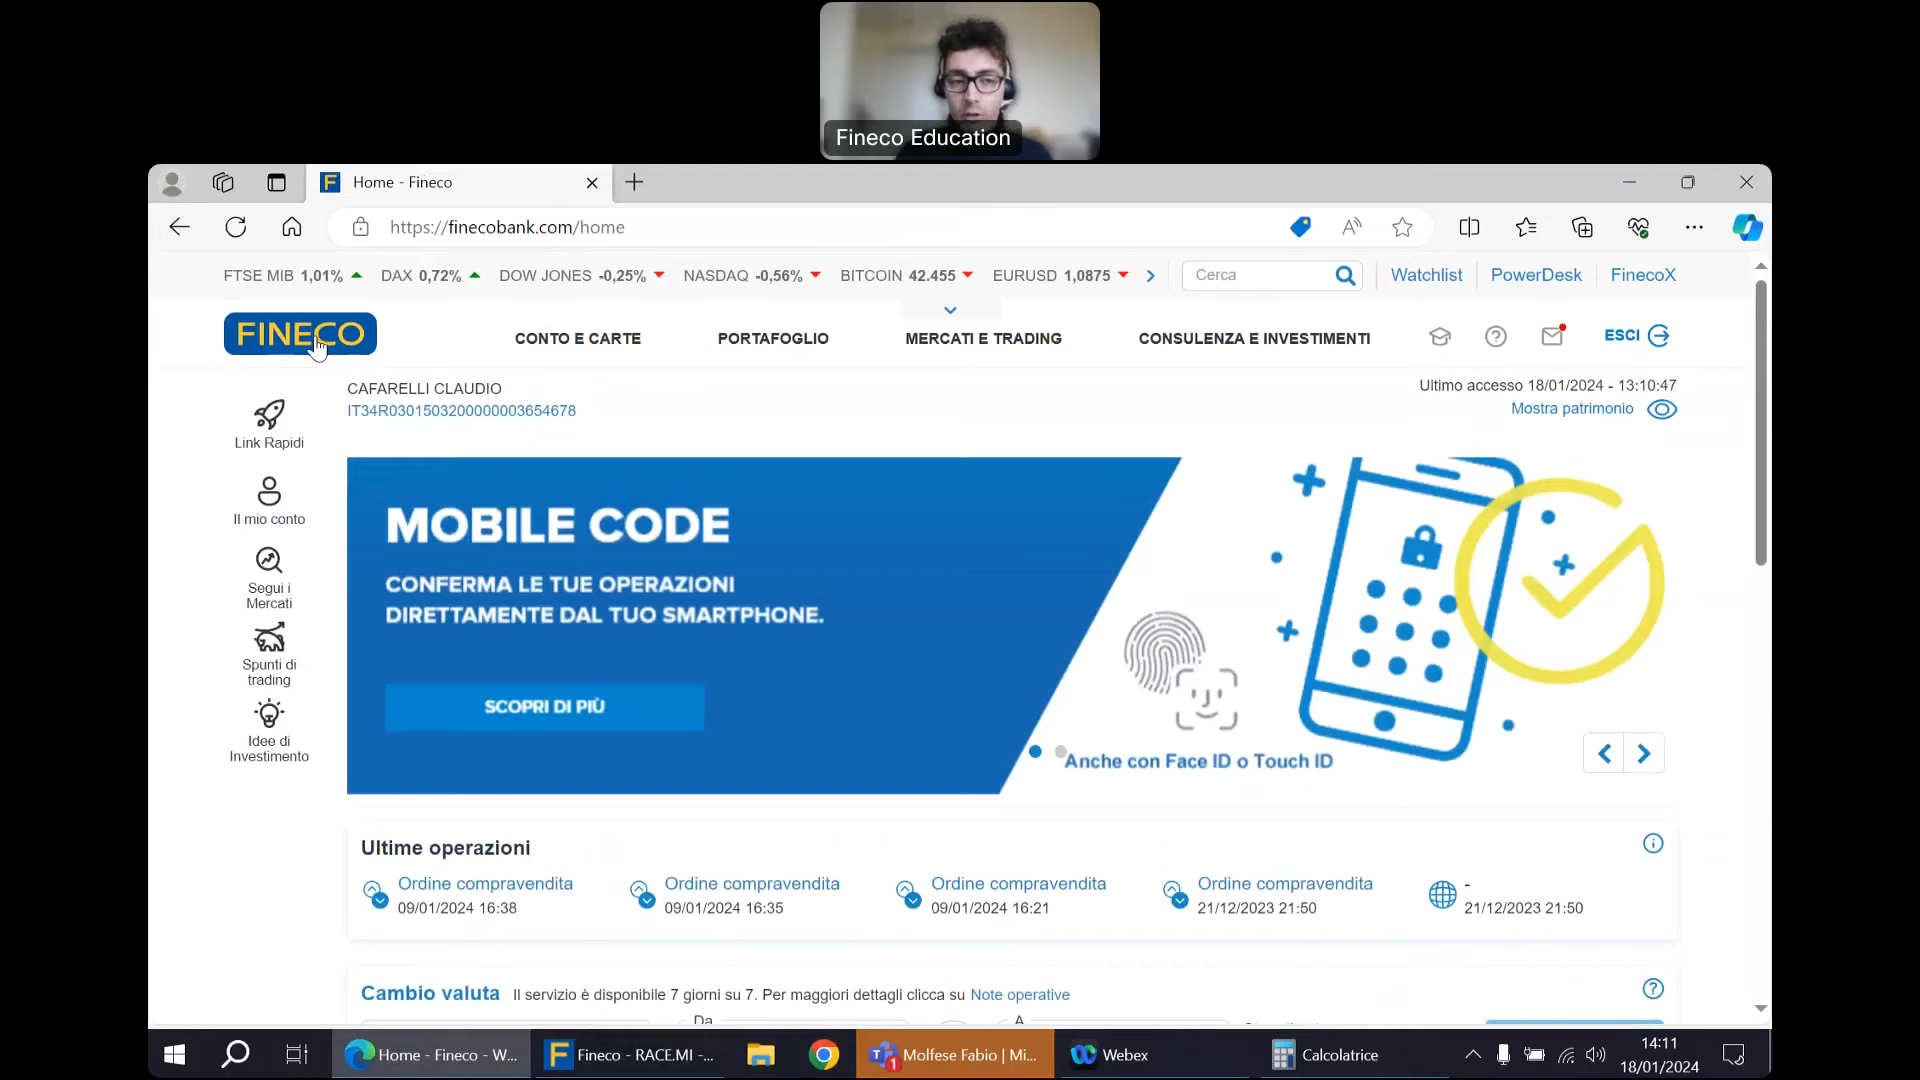 Fineco Education
Home - Fineco
https://finecobank.com/home
FTSE MIB 1,01% DAX 0,72% DOW JONES -0,25% NASDAQ -0,56% BITCOIN 42.455 EURUSD 1,0875 Cerca Watchlist PowerDesk FinecoX
FINECO CONTO E CARTE PORTAFOGLIO MERCATI E TRADING CONSULENZA E INVESTIMENTI ESCI
CAFARELLI CLAUDIO
IT34R0301503200000003654678
Ultimo accesso 18/01/2024 - 13:10:47
Mostra patrimonio
Link Rapidi
Il mio conto
Segui i
Mercati
Spunti di
trading
Idee di
Investimento
MOBILE CODE
CONFERMA LE TUE OPERAZIONI
DIRETTAMENTE DAL TUO SMARTPHONE.
SCOPRI DI PIÙ
Anche con Face ID o Touch ID
Ultime operazioni
Ordine compravendita
09/01/2024 16:38
Ordine compravendita
09/01/2024 16:35
Ordine compravendita
09/01/2024 16:21
Ordine compravendita
21/12/2023 21:50
-
21/12/2023 21:50
Cambio valuta Il servizio è disponibile 7 giorni su 7. Per maggiori dettagli clicca su Note operative
Da A
Home - Fineco - W... Fineco - RACE.MI -... Molfese Fabio | Mi... Webex Calcolatrice
14:11
18/01/2024